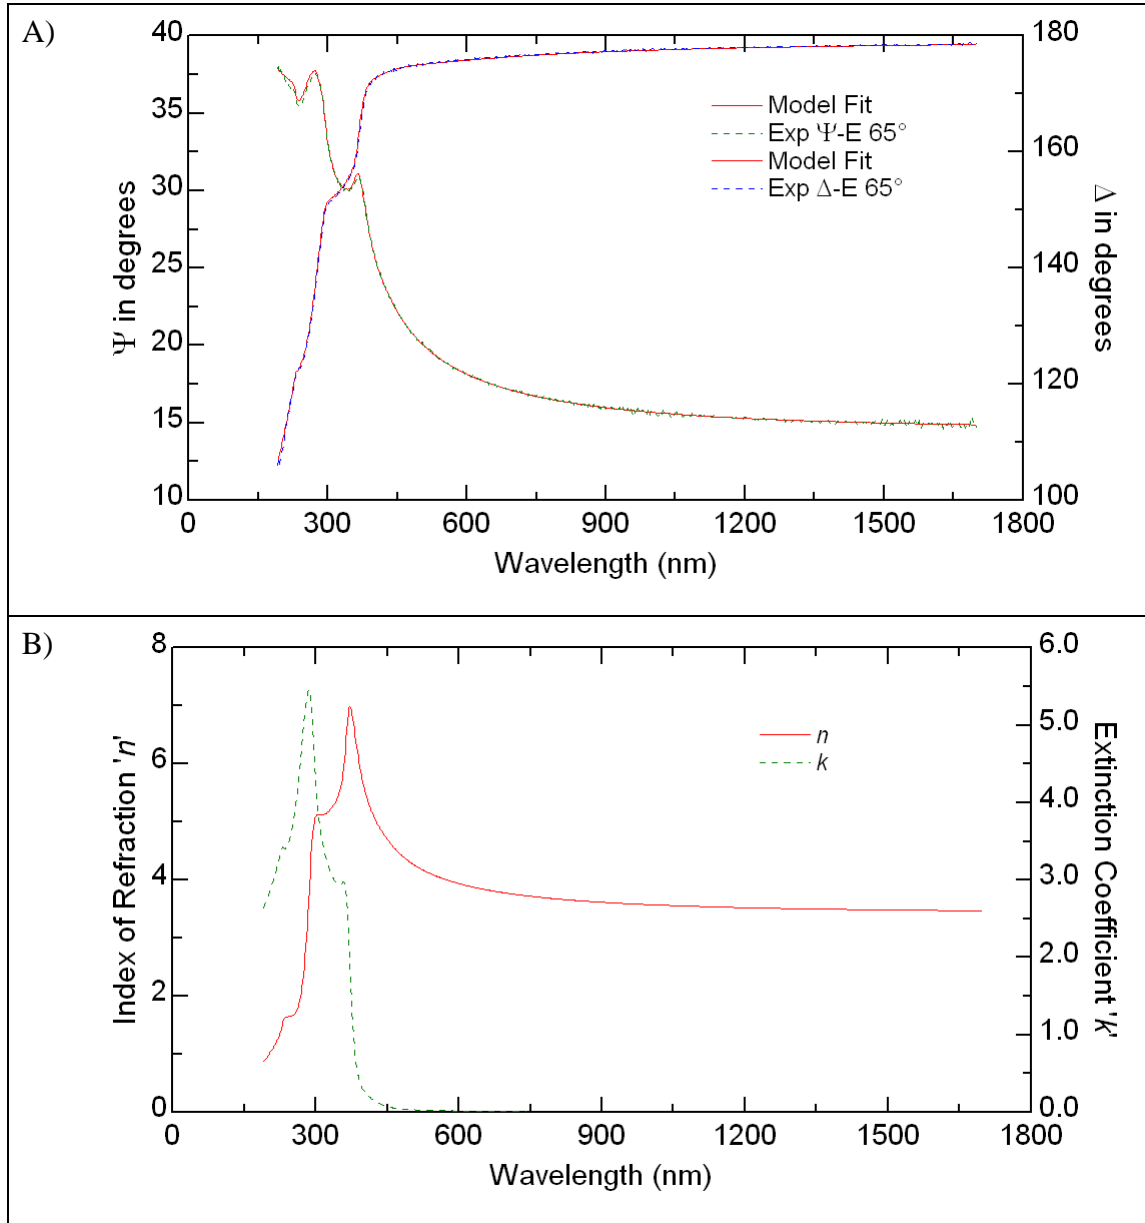 A)
40
35
30
25
20
15
10
Ψ in degrees
180
160
140
120
100
Δ in degrees
Model Fit
Exp Ψ-E 65°
Model Fit
Exp Δ-E 65°
0 300 600 900 1200 1500 1800
Wavelength (nm)
B)
8
6
4
2
0
Index of Refraction 'n'
6.0
5.0
4.0
3.0
2.0
1.0
0.0
Extinction Coefficient 'k'
n
k
0 300 600 900 1200 1500 1800
Wavelength (nm)